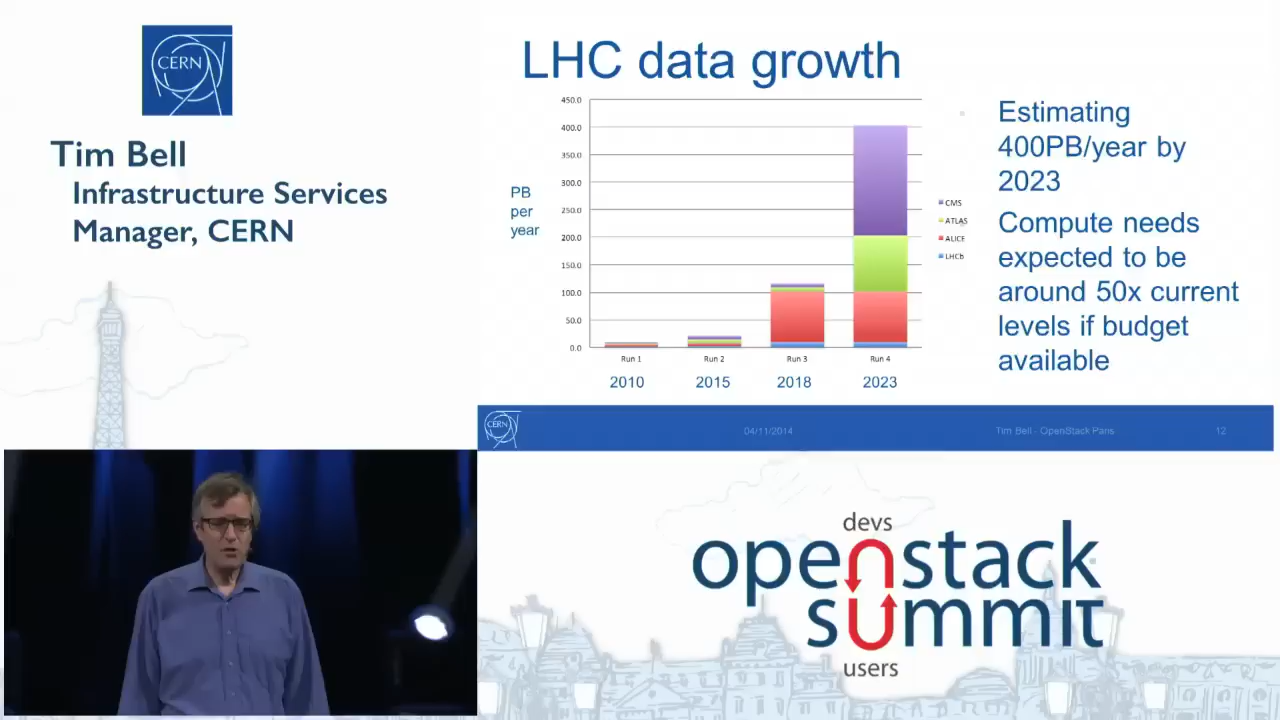 CERN
Tim Bell
Infrastructure Services
Manager, CERN
LHC data growth
PB
per
year
450.0
400.0
350.0
300.0
250.0
200.0
150.0
100.0
50.0
0.0
Run 1
Run 2
Run 3
Run 4
2010
2015
2018
2023
CMS
ATLAS
ALICE
LHCb
Estimating
400PB/year by
2023
Compute needs
expected to be
around 50x current
levels if budget
available
CERN
04/11/2014
Tim Bell - OpenStack Paris
12
devs
openstack
summit
users